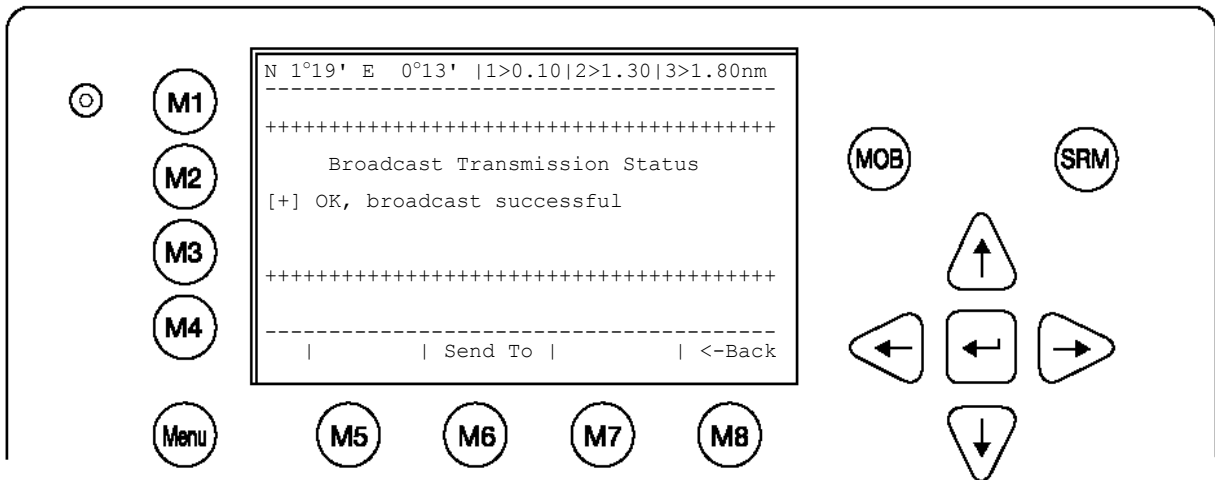 N 1°19' E 0°13' |1>0.10|2>1.30|3>1.80nm
----------------------------------------
++++++++++++++++++++++++++++++++++++++++
Broadcast Transmission Status
[+] OK, broadcast successful
++++++++++++++++++++++++++++++++++++++++
----------------------------------------
| | Send To | | <-Back
M1
M2
M3
M4
Menu
M5
M6
M7
M8
MOB
SRM